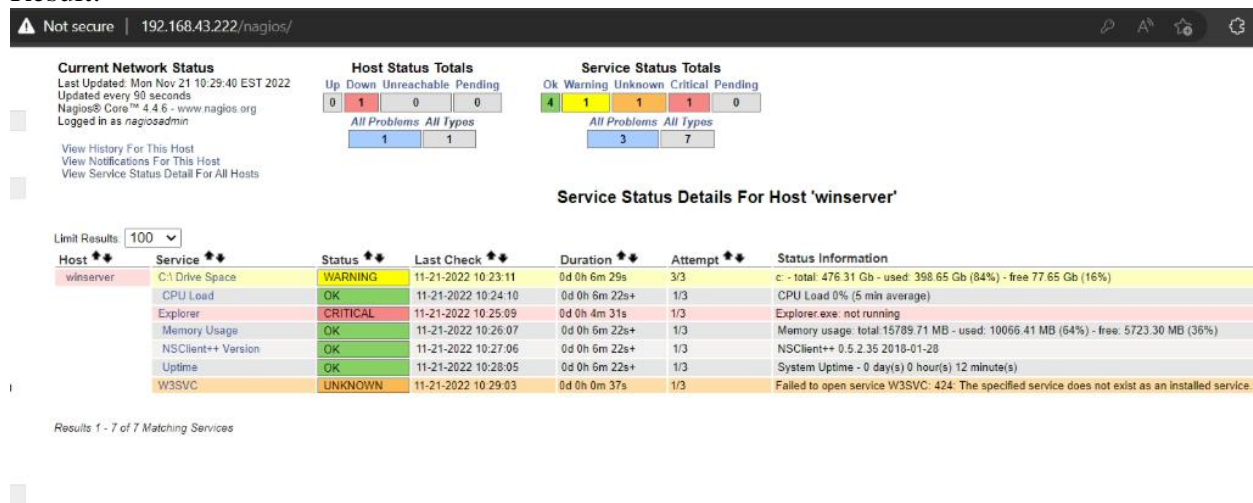 Result:
Not secure | 192.168.43.222/nagios/
Current Network Status
Last Updated: Mon Nov 21 10:29:40 EST 2022
Updated every 90 seconds
Nagios® Core™ 4.4.6 - www.nagios.org
Logged in as nagiosadmin
View History For This Host
View Notifications For This Host
View Service Status Detail For All Hosts
Host Status Totals
Up Down Unreachable Pending
0 1 0 0
All Problems All Types
1 1
Service Status Totals
Ok Warning Unknown Critical Pending
4 1 1 1 0
All Problems All Types
3 7
Service Status Details For Host 'winserver'
Limit Results: 100
Host Service Status Last Check Duration Attempt Status Information
winserver C:\ Drive Space WARNING 11-21-2022 10:23:11 0d 0h 6m 29s 3/3 c: - total: 476.31 Gb - used: 398.65 Gb (84%) - free 77.65 Gb (16%)
CPU Load OK 11-21-2022 10:24:10 0d 0h 6m 22s+ 1/3 CPU Load 0% (5 min average)
Explorer CRITICAL 11-21-2022 10:25:09 0d 0h 4m 31s 1/3 Explorer.exe: not running
Memory Usage OK 11-21-2022 10:26:07 0d 0h 6m 22s+ 1/3 Memory usage: total:15789.71 MB - used: 10066.41 MB (64%) - free: 5723.30 MB (36%)
NSClient++ Version OK 11-21-2022 10:27:06 0d 0h 6m 22s+ 1/3 NSClient++ 0.5.2.35 2018-01-28
Uptime OK 11-21-2022 10:28:05 0d 0h 6m 22s+ 1/3 System Uptime - 0 day(s) 0 hour(s) 12 minute(s)
W3SVC UNKNOWN 11-21-2022 10:29:03 0d 0h 0m 37s 1/3 Failed to open service W3SVC: 424: The specified service does not exist as an installed service.
Results 1 - 7 of 7 Matching Services